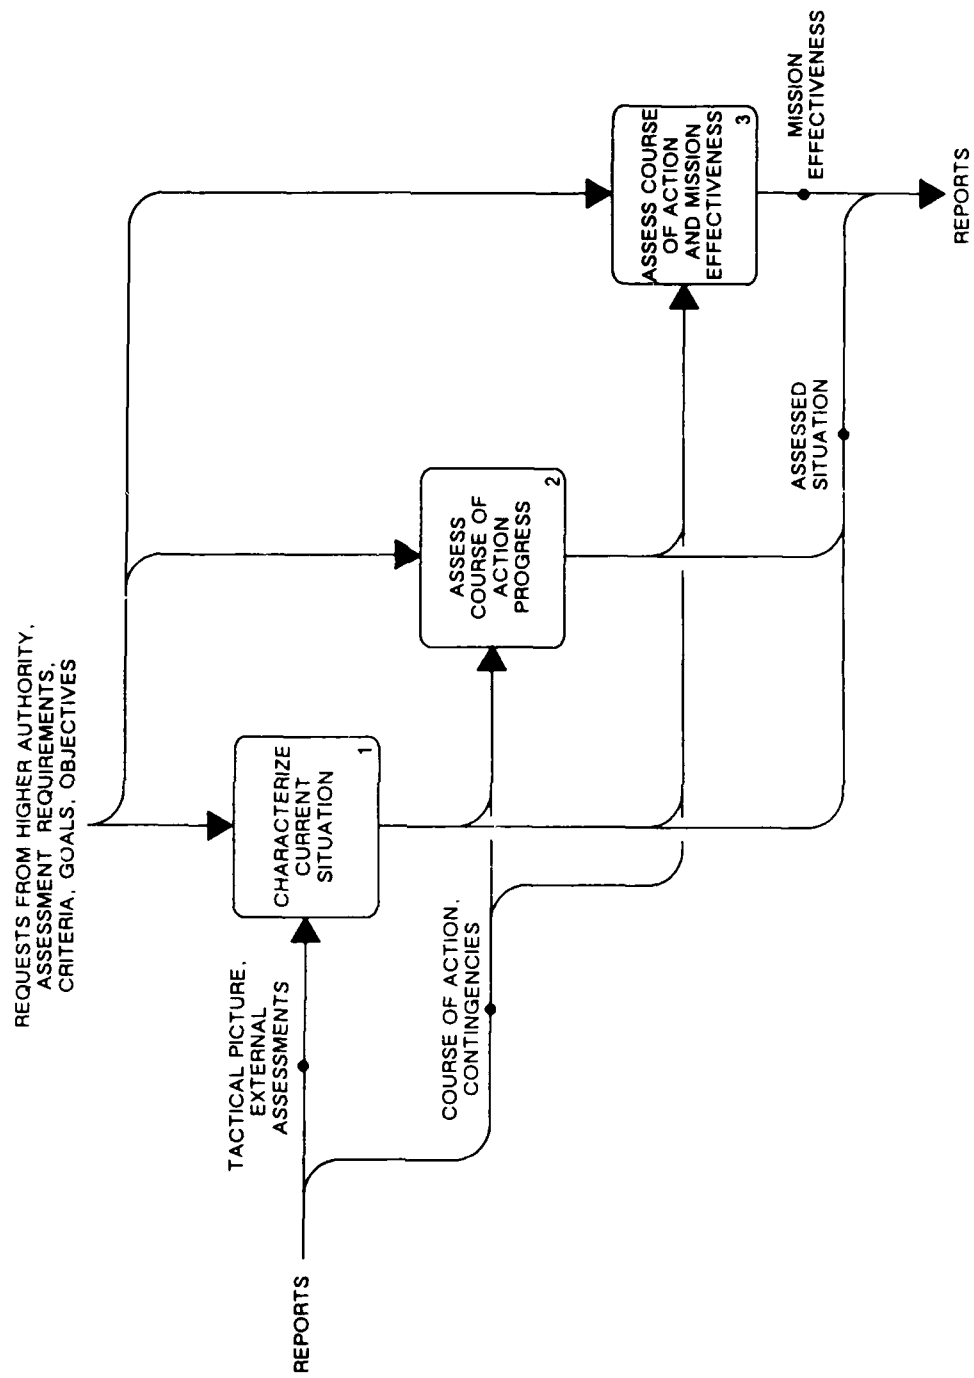 REQUESTS FROM HIGHER AUTHORITY,
ASSESSMENT REQUIREMENTS,
CRITERIA, GOALS, OBJECTIVES
REPORTS
TACTICAL PICTURE,
EXTERNAL
ASSESSMENTS
CHARACTERIZE
CURRENT
SITUATION
1
COURSE OF ACTION,
CONTINGENCIES
ASSESS
COURSE OF
ACTION
PROGRESS
2
ASSESS COURSE
OF ACTION
AND MISSION
EFFECTIVENESS
3
ASSESSED
SITUATION
MISSION
EFFECTIVENESS
REPORTS